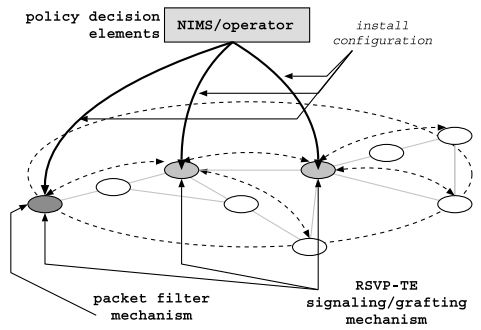 policy decision
elements
NIMS/operator
install
configuration
packet filter
mechanism
RSVP-TE
signaling/grafting
mechanism